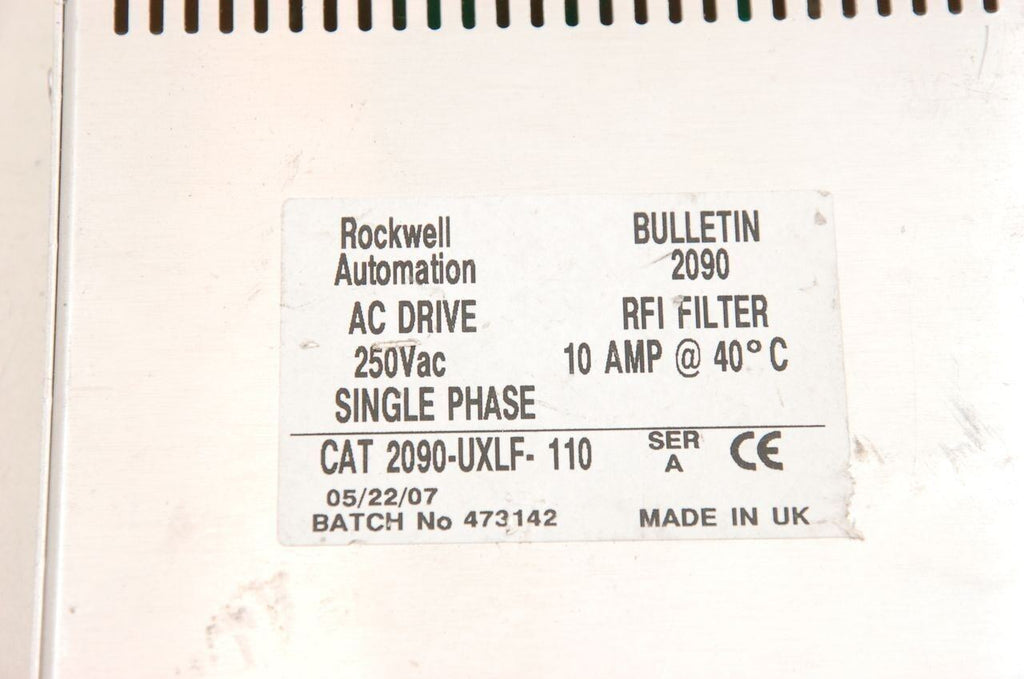 Rockwell
Automation
BULLETIN
2090
AC DRIVE
RFI FILTER
250Vac
10 AMP @ 40°C
SINGLE PHASE
CAT 2090-UXLF- 110
SER
A
CE
05/22/07
BATCH No 473142
MADE IN UK